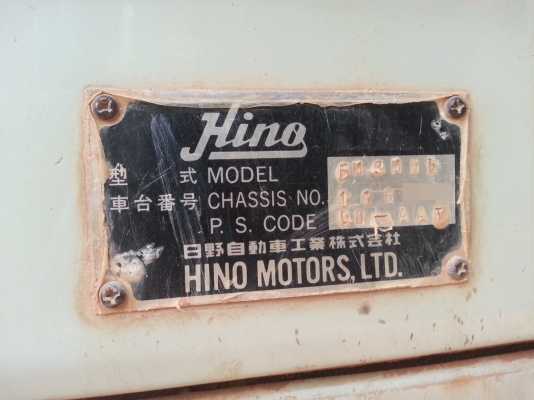 Hino
型 式 MODEL
車台番号 CHASSIS NO.
P. S. CODE
日野自動車工業株式会社
HINO MOTORS, LTD.